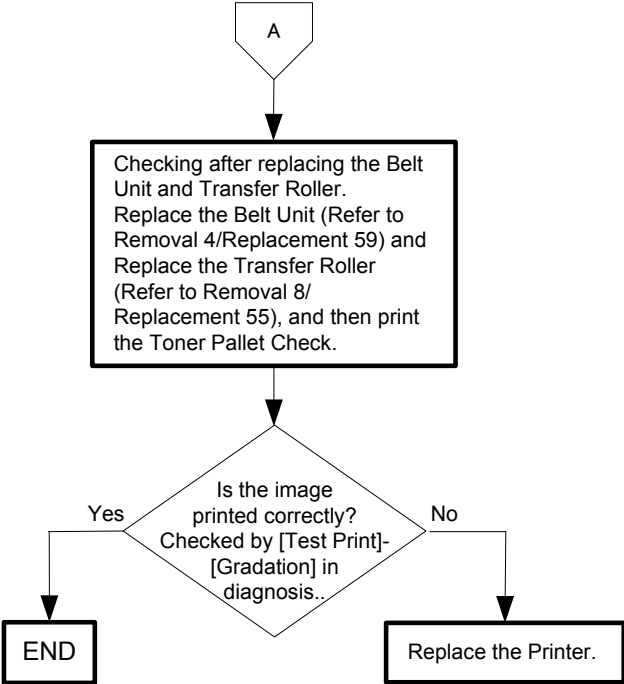 A
Checking after replacing the Belt
Unit and Transfer Roller.
Replace the Belt Unit (Refer to
Removal 4/Replacement 59) and
Replace the Transfer Roller
(Refer to Removal 8/
Replacement 55), and then print
the Toner Pallet Check.
Is the image
printed correctly?
Checked by [Test Print]-
[Gradation] in
diagnosis..
Yes
No
END
Replace the Printer.